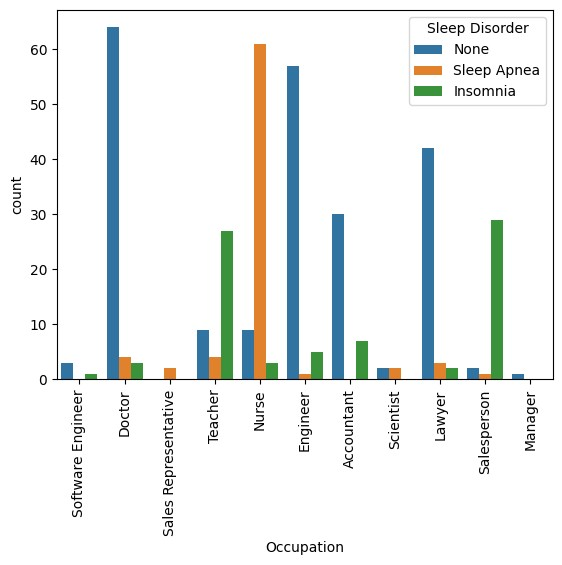 Sleep Disorder
None
Sleep Apnea
Insomnia
count
60
50
40
30
20
10
0
Software Engineer
Doctor
Sales Representative
Teacher
Nurse
Engineer
Accountant
Scientist
Lawyer
Salesperson
Manager
Occupation